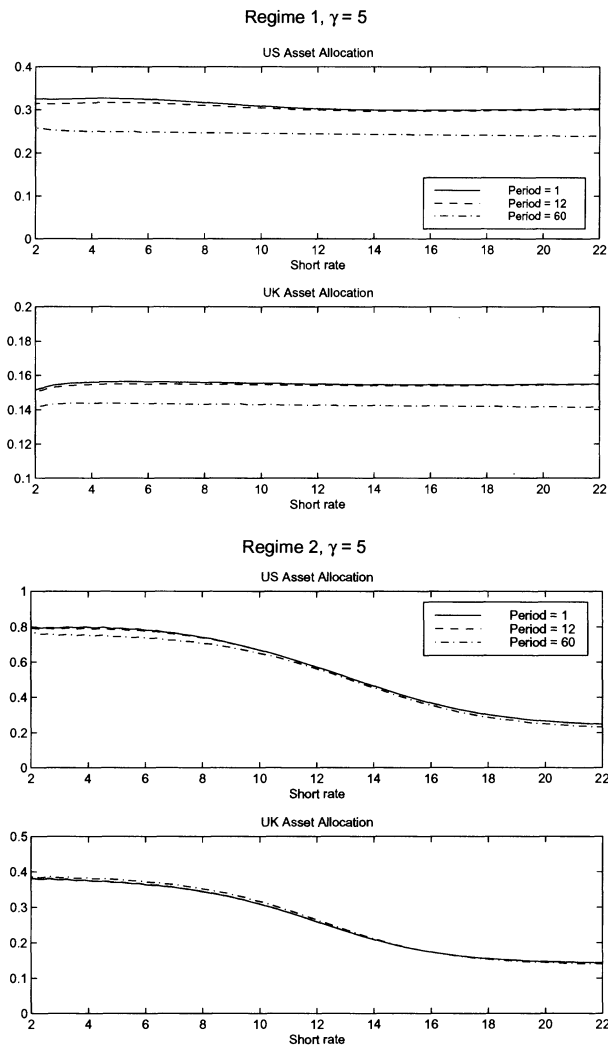 Regime 1, γ = 5
US Asset Allocation
0.4
0.3
0.2
0.1
0
Period = 1
Period = 12
Period = 60
2 4 6 8 10 12 14 16 18 20 22
Short rate
UK Asset Allocation
0.2
0.18
0.16
0.14
0.12
0.1
2 4 6 8 10 12 14 16 18 20 22
Short rate
Regime 2, γ = 5
US Asset Allocation
1
0.8
0.6
0.4
0.2
0
Period = 1
Period = 12
Period = 60
2 4 6 8 10 12 14 16 18 20 22
Short rate
UK Asset Allocation
0.5
0.4
0.3
0.2
0.1
0
2 4 6 8 10 12 14 16 18 20 22
Short rate